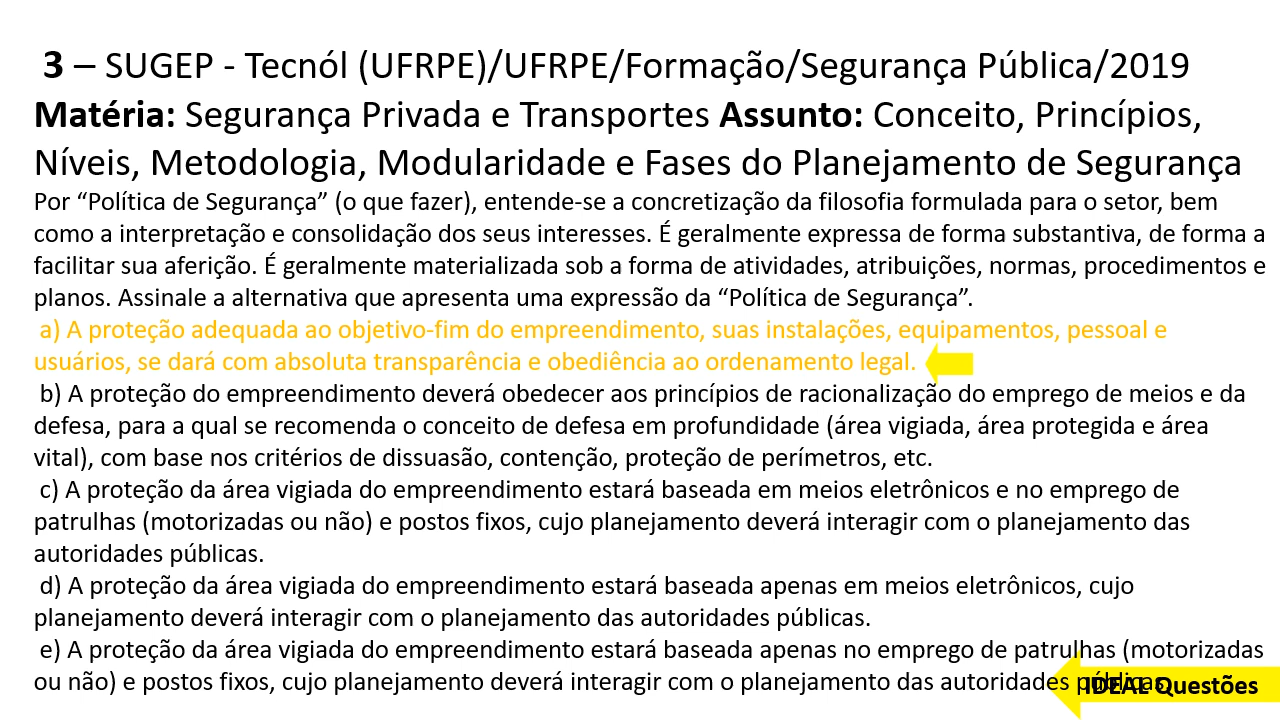 3 – SUGEP - Tecnól (UFRPE)/UFRPE/Formação/Segurança Pública/2019
Matéria: Segurança Privada e Transportes Assunto: Conceito, Princípios,
Níveis, Metodologia, Modularidade e Fases do Planejamento de Segurança
Por “Política de Segurança” (o que fazer), entende-se a concretização da filosofia formulada para o setor, bem
como a interpretação e consolidação dos seus interesses. É geralmente expressa de forma substantiva, de forma a
facilitar sua aferição. É geralmente materializada sob a forma de atividades, atribuições, normas, procedimentos e
planos. Assinale a alternativa que apresenta uma expressão da “Política de Segurança”.
a) A proteção adequada ao objetivo-fim do empreendimento, suas instalações, equipamentos, pessoal e
usuários, se dará com absoluta transparência e obediência ao ordenamento legal.
b) A proteção do empreendimento deverá obedecer aos princípios de racionalização do emprego de meios e da
defesa, para a qual se recomenda o conceito de defesa em profundidade (área vigiada, área protegida e área
vital), com base nos critérios de dissuasão, contenção, proteção de perímetros, etc.
c) A proteção da área vigiada do empreendimento estará baseada em meios eletrônicos e no emprego de
patrulhas (motorizadas ou não) e postos fixos, cujo planejamento deverá interagir com o planejamento das
autoridades públicas.
d) A proteção da área vigiada do empreendimento estará baseada apenas em meios eletrônicos, cujo
planejamento deverá interagir com o planejamento das autoridades públicas.
e) A proteção da área vigiada do empreendimento estará baseada apenas no emprego de patrulhas (motorizadas
ou não) e postos fixos, cujo planejamento deverá interagir com o planejamento das autoridades públicas.
IDEAL Questões